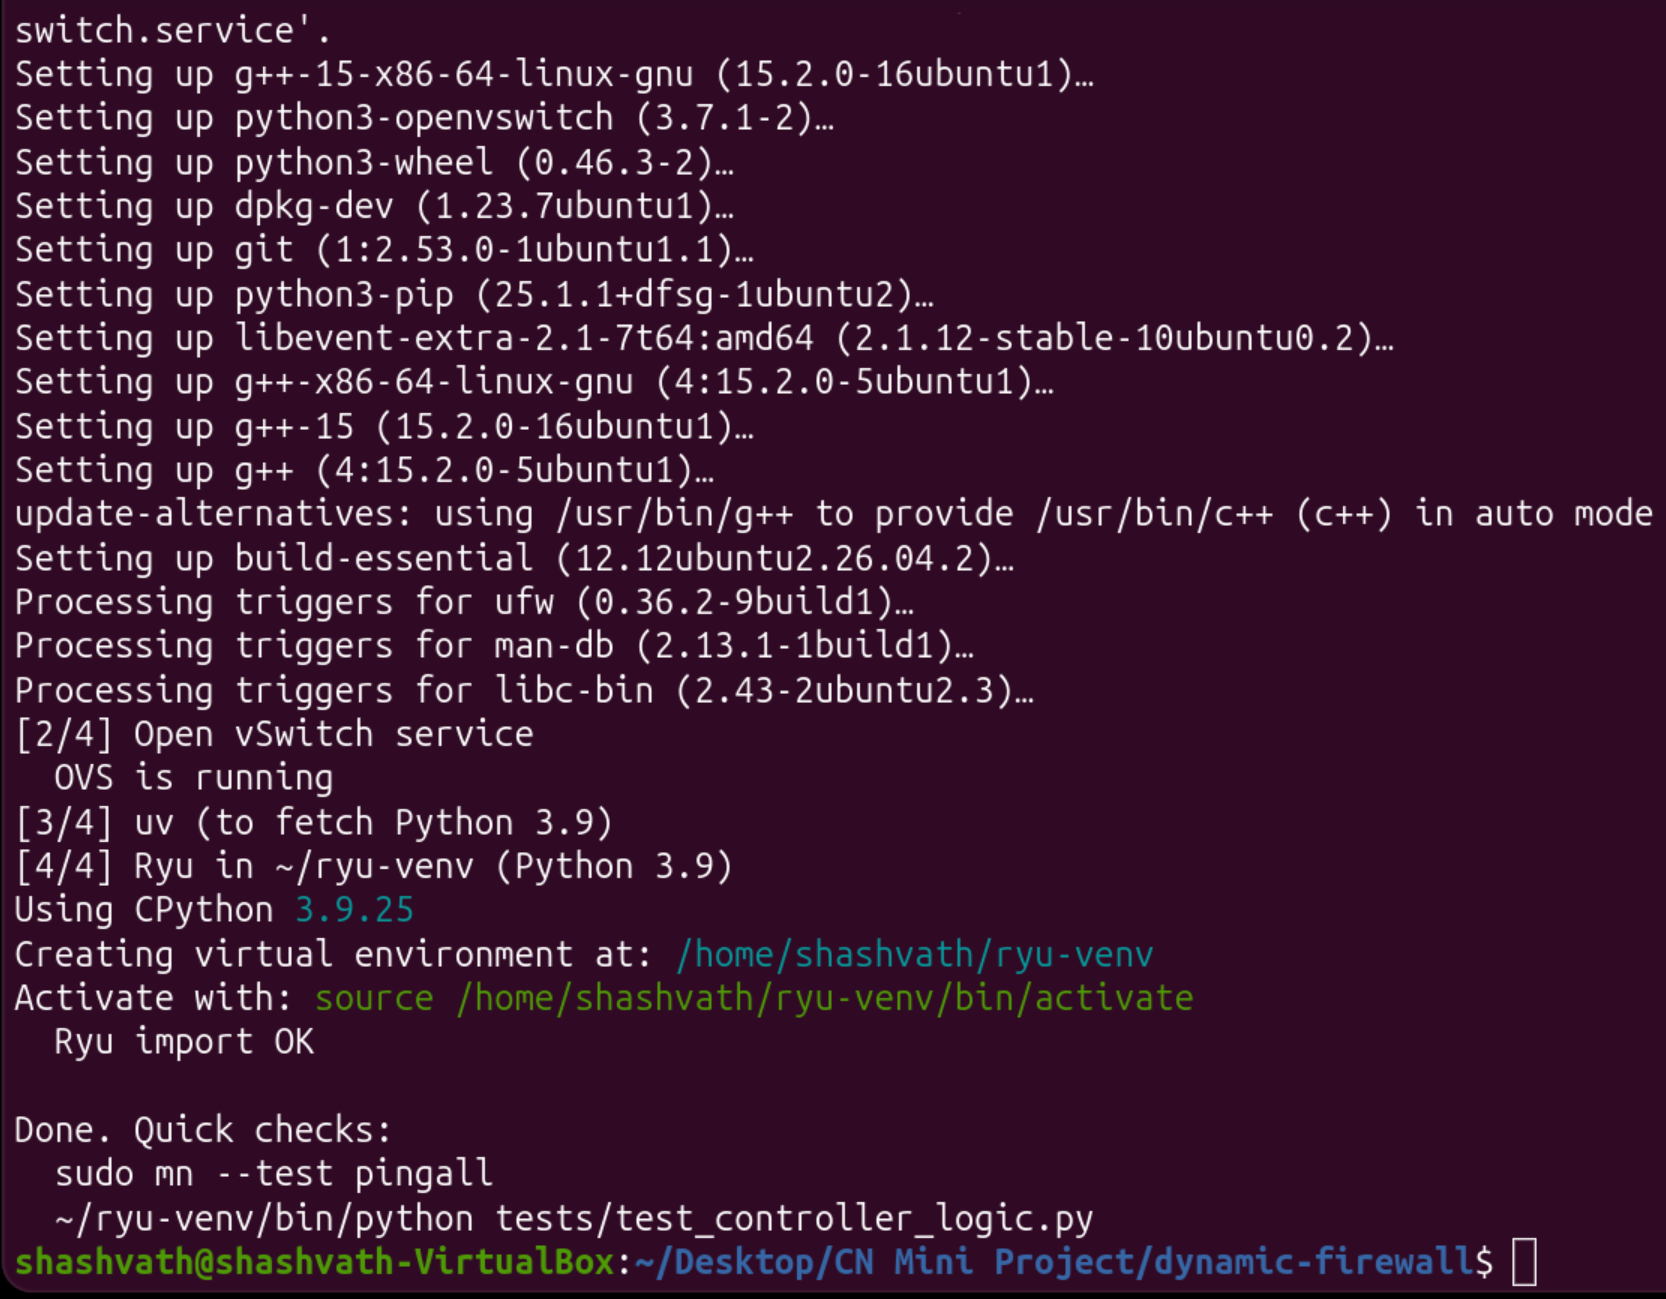 switch.service'.
Setting up g++-15-x86-64-linux-gnu (15.2.0-16ubuntu1)…
Setting up python3-openvswitch (3.7.1-2)…
Setting up python3-wheel (0.46.3-2)…
Setting up dpkg-dev (1.23.7ubuntu1)…
Setting up git (1:2.53.0-1ubuntu1.1)…
Setting up python3-pip (25.1.1+dfsg-1ubuntu2)…
Setting up libevent-extra-2.1-7t64:amd64 (2.1.12-stable-10ubuntu0.2)…
Setting up g++-x86-64-linux-gnu (4:15.2.0-5ubuntu1)…
Setting up g++-15 (15.2.0-16ubuntu1)…
Setting up g++ (4:15.2.0-5ubuntu1)…
update-alternatives: using /usr/bin/g++ to provide /usr/bin/c++ (c++) in auto mode
Setting up build-essential (12.12ubuntu2.26.04.2)…
Processing triggers for ufw (0.36.2-9build1)…
Processing triggers for man-db (2.13.1-1build1)…
Processing triggers for libc-bin (2.43-2ubuntu2.3)…
[2/4] Open vSwitch service
  OVS is running
[3/4] uv (to fetch Python 3.9)
[4/4] Ryu in ~/ryu-venv (Python 3.9)
Using CPython 3.9.25
Creating virtual environment at: /home/shashvath/ryu-venv
Activate with: source /home/shashvath/ryu-venv/bin/activate
  Ryu import OK

Done. Quick checks:
  sudo mn --test pingall
  ~/ryu-venv/bin/python tests/test_controller_logic.py
shashvath@shashvath-VirtualBox:~/Desktop/CN Mini Project/dynamic-firewall$